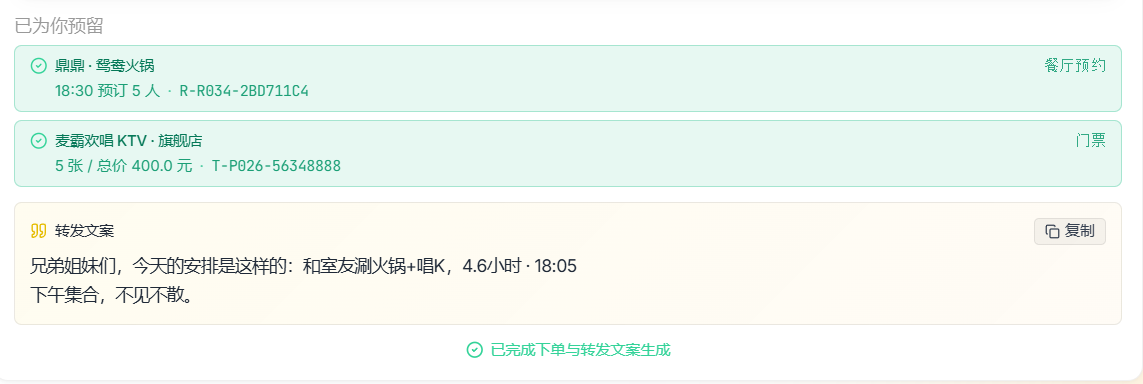 已为你预留
鼎鼎 · 鸳鸯火锅
餐厅预约
18:30 预订 5 人 · R-R034-2BD711C4
麦霸欢唱 KTV · 旗舰店
门票
5 张 / 总价 400.0 元 · T-P026-56348888
转发文案
复制
兄弟姐妹们，今天的安排是这样的：和室友涮火锅+唱K，4.6小时 · 18:05
下午集合，不见不散。
已完成下单与转发文案生成